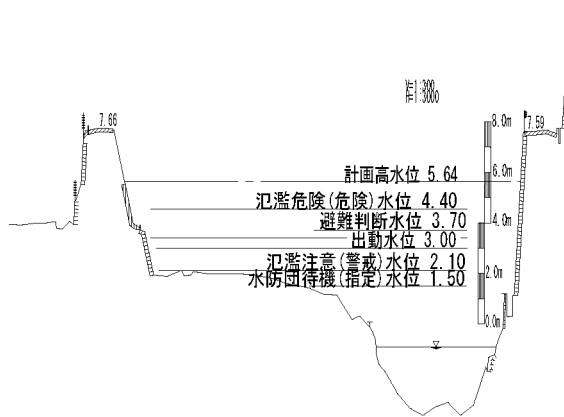 7.66
8.0m
7.59
計画高水位 5.64
6.0m
氾濫危険(危険)水位 4.40
避難判断水位 3.70
4.0m
出動水位 3.00
氾濫注意(警戒)水位 2.10
2.0m
水防団待機(指定)水位 1.50
0.0m